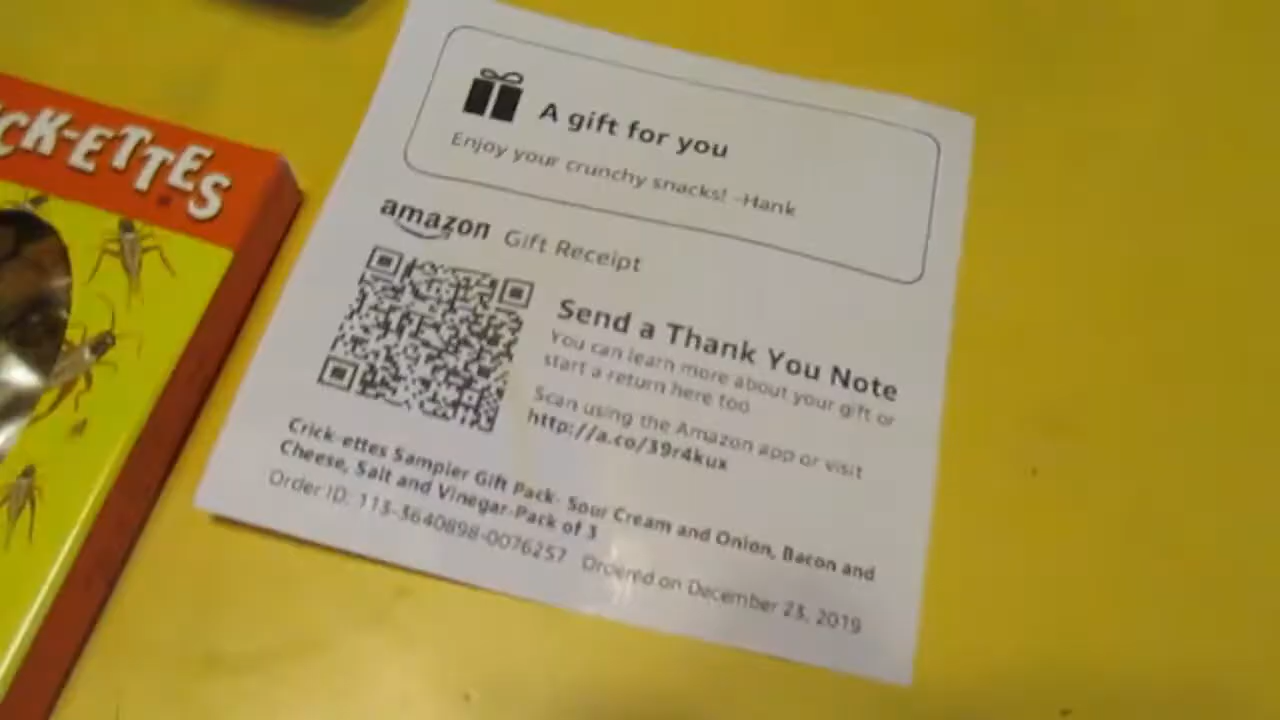 CK-ETTES
A gift for you
Enjoy your crunchy snacks! -Hank
amazon Gift Receipt
Send a Thank You Note
You can learn more about your gift or
start a return here too
Scan using the Amazon app or visit
http://a.co/39r4kux
Crick-ettes Sampler Gift Pack- Sour Cream and Onion, Bacon and
Cheese, Salt and Vinegar-Pack of 3
Order ID: 113-3640898-0076257 Ordered on December 23, 2019